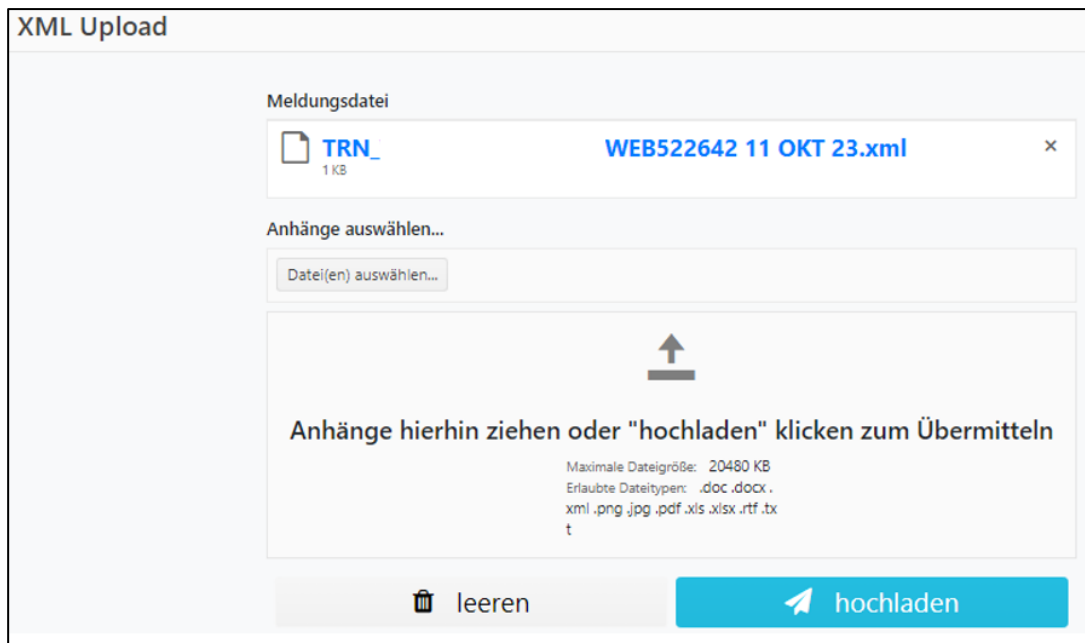 XML Upload
Meldungsdatei
TRN_ WEB522642 11 OKT 23.xml
×
1 KB
Anhänge auswählen...
Datei(en) auswählen...
Anhänge hierhin ziehen oder "hochladen" klicken zum Übermitteln
Maximale Dateigröße: 20480 KB
Erlaubte Dateitypen: .doc .docx .
xml .png .jpg .pdf .xls .xlsx .rtf .tx
t
leeren
hochladen